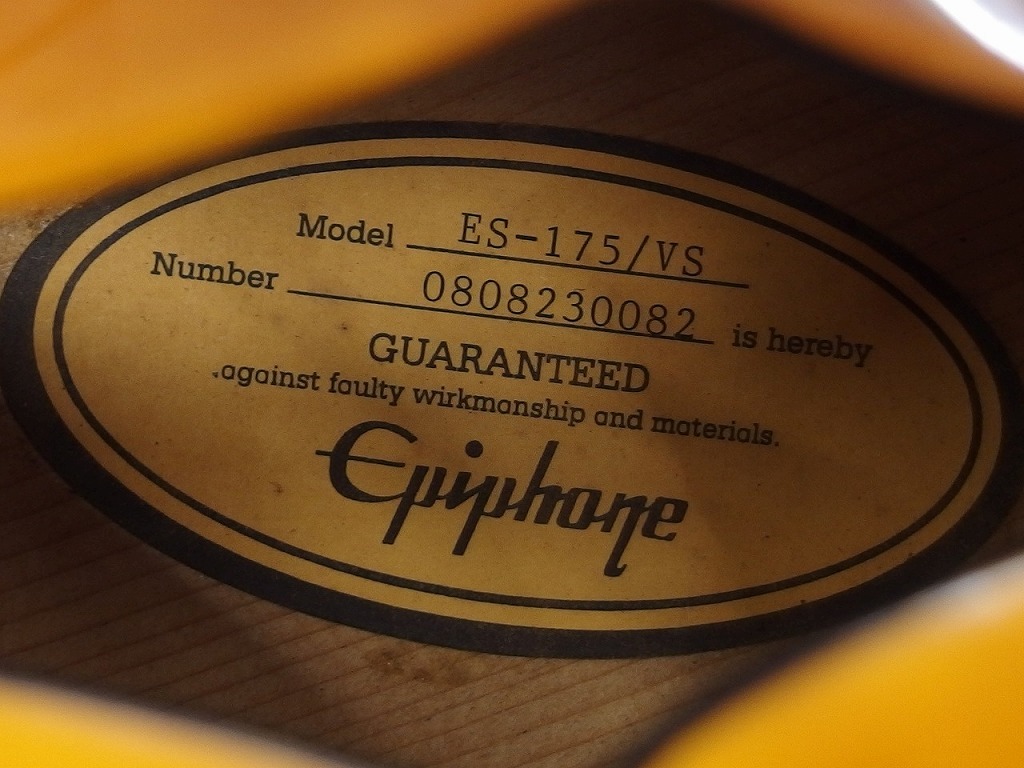 Model ES-175/VS
Number 0808230082 is hereby
GUARANTEED
against faulty wirkmanship and materials.
Epiphone